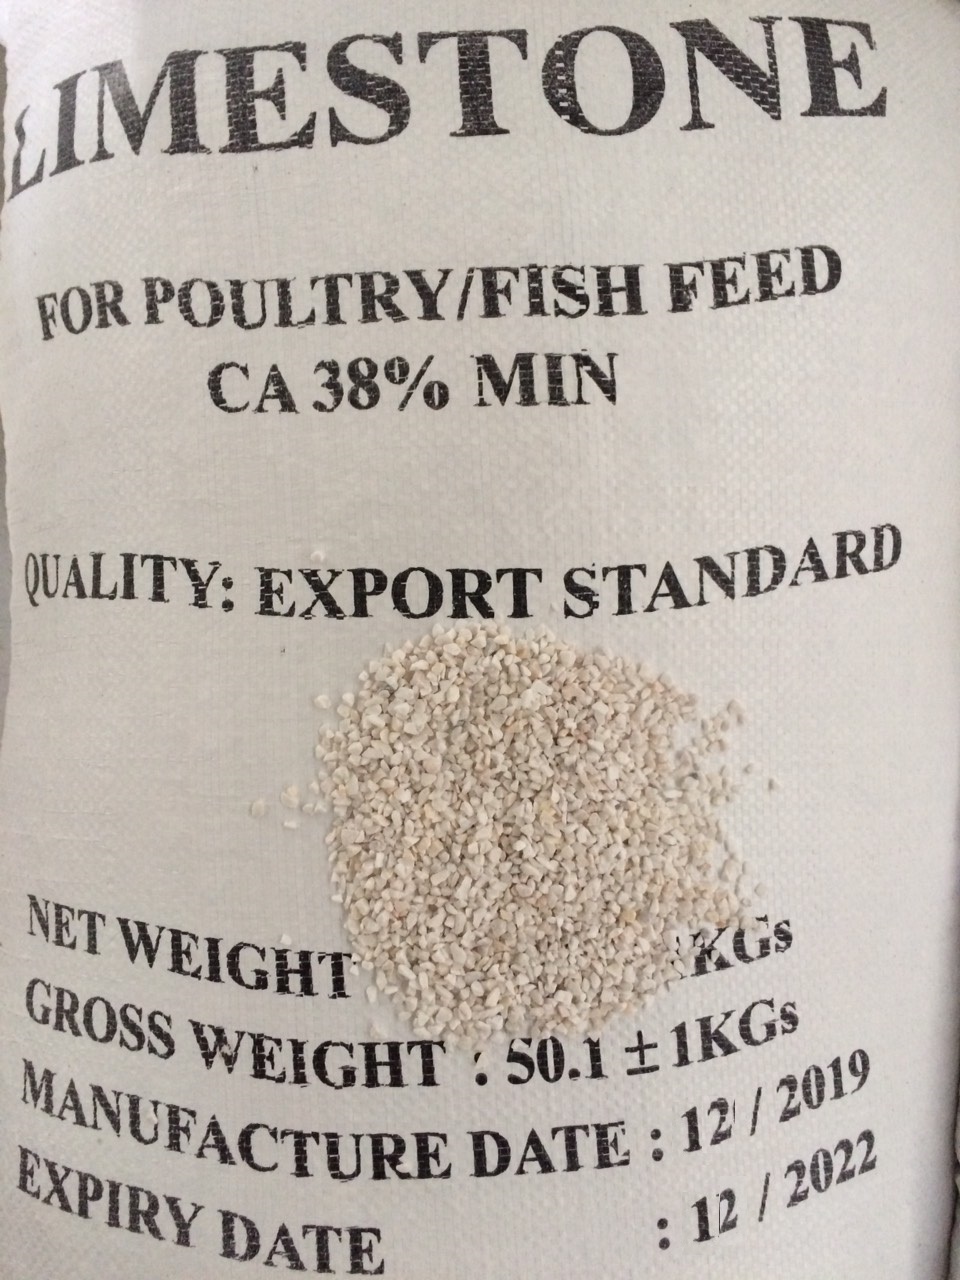 LIMESTONE
FOR POULTRY/FISH FEED
CA 38% MIN
QUALITY: EXPORT STANDARD
NET WEIGHT KGs
GROSS WEIGHT : 50.1 ± 1KGs
MANUFACTURE DATE : 12 / 2019
EXPIRY DATE : 12 / 2022